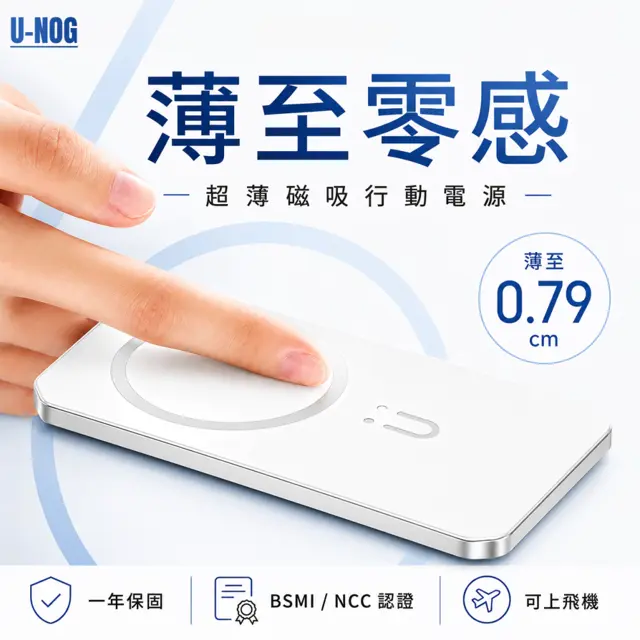 U-NOG
薄至零感
超薄磁吸行動電源
薄至
0.79
cm
一年保固
BSMI / NCC 認證
可上飛機